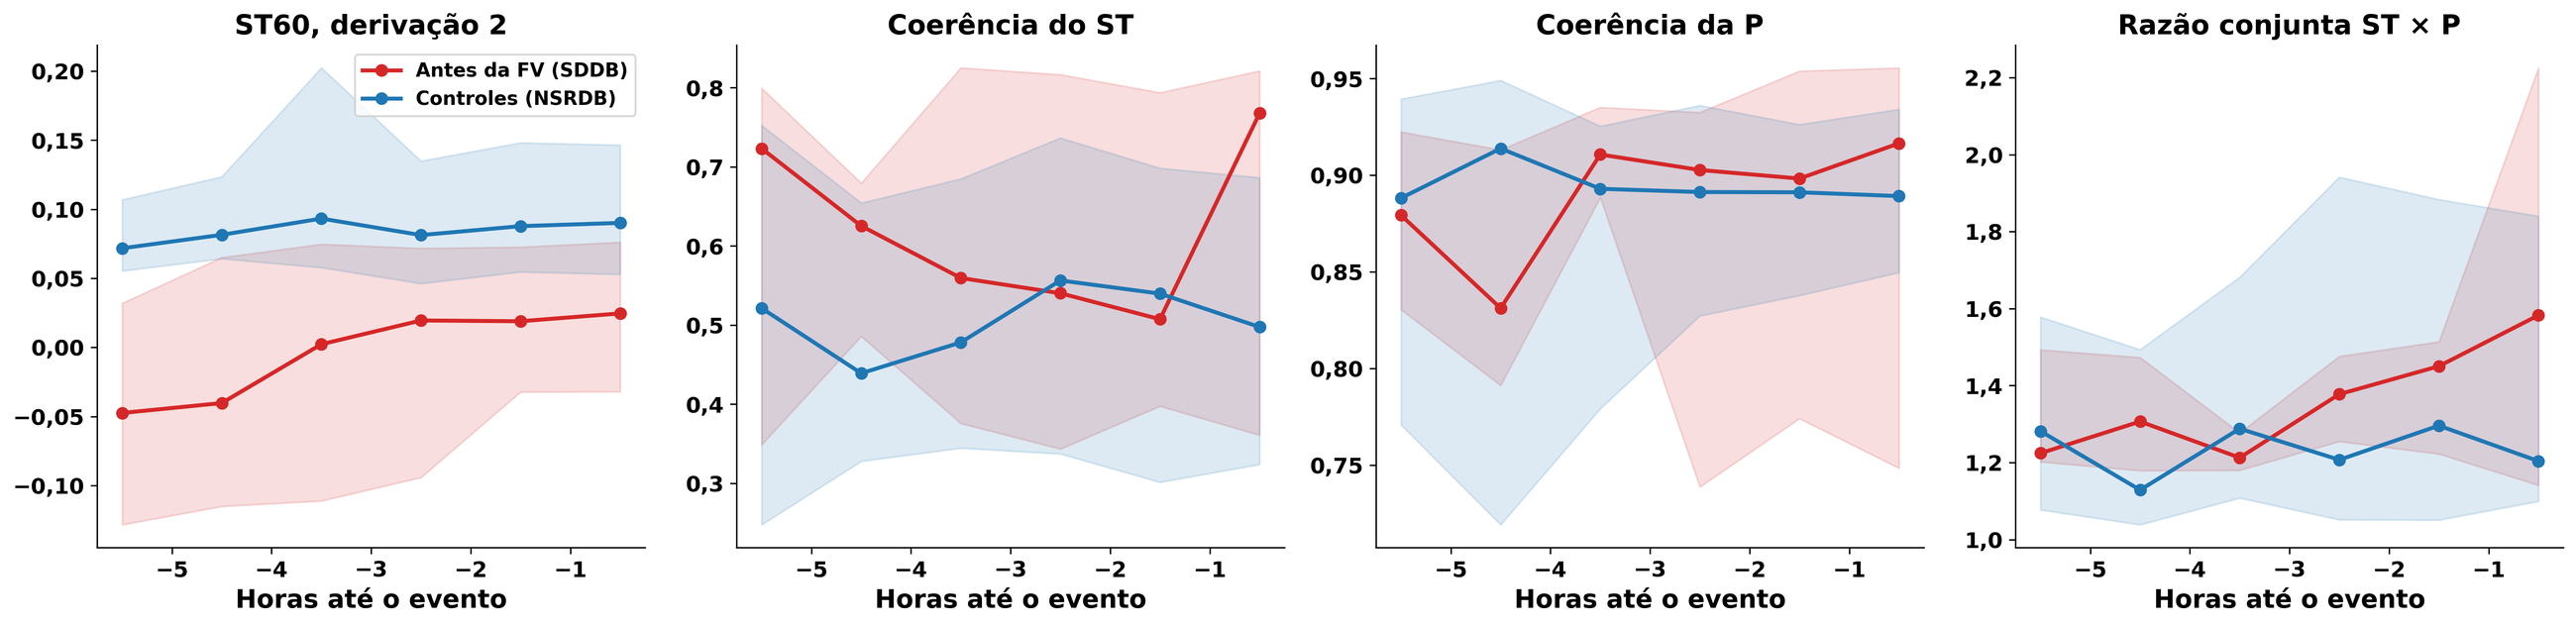 ST60, derivação 2
0,20
0,15
0,10
0,05
0,00
−0,05
−0,10
Antes da FV (SDDB)
Controles (NSRDB)
−5 −4 −3 −2 −1
Horas até o evento
Coerência do ST
0,8
0,7
0,6
0,5
0,4
0,3
−5 −4 −3 −2 −1
Horas até o evento
Coerência da P
0,95
0,90
0,85
0,80
0,75
−5 −4 −3 −2 −1
Horas até o evento
Razão conjunta ST × P
2,2
2,0
1,8
1,6
1,4
1,2
1,0
−5 −4 −3 −2 −1
Horas até o evento